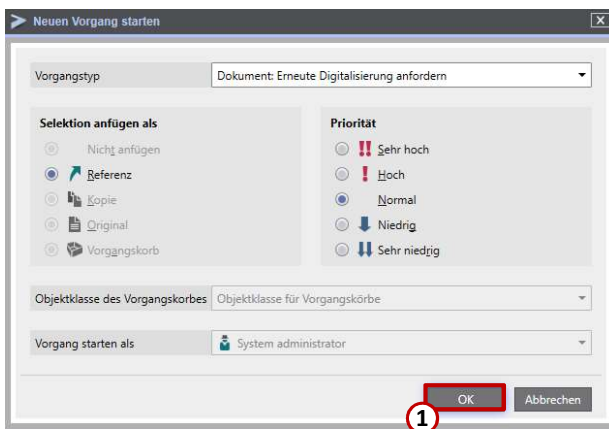 Neuen Vorgang starten
Vorgangstyp
Dokument: Erneute Digitalisierung anfordern
Selektion anfügen als
Nicht anfügen
Referenz
Kopie
Original
Vorgangskorb
Priorität
Sehr hoch
Hoch
Normal
Niedrig
Sehr niedrig
Objektklasse des Vorgangskorbes
Objektklasse für Vorgangskörbe
Vorgang starten als
System administrator
OK
Abbrechen
1